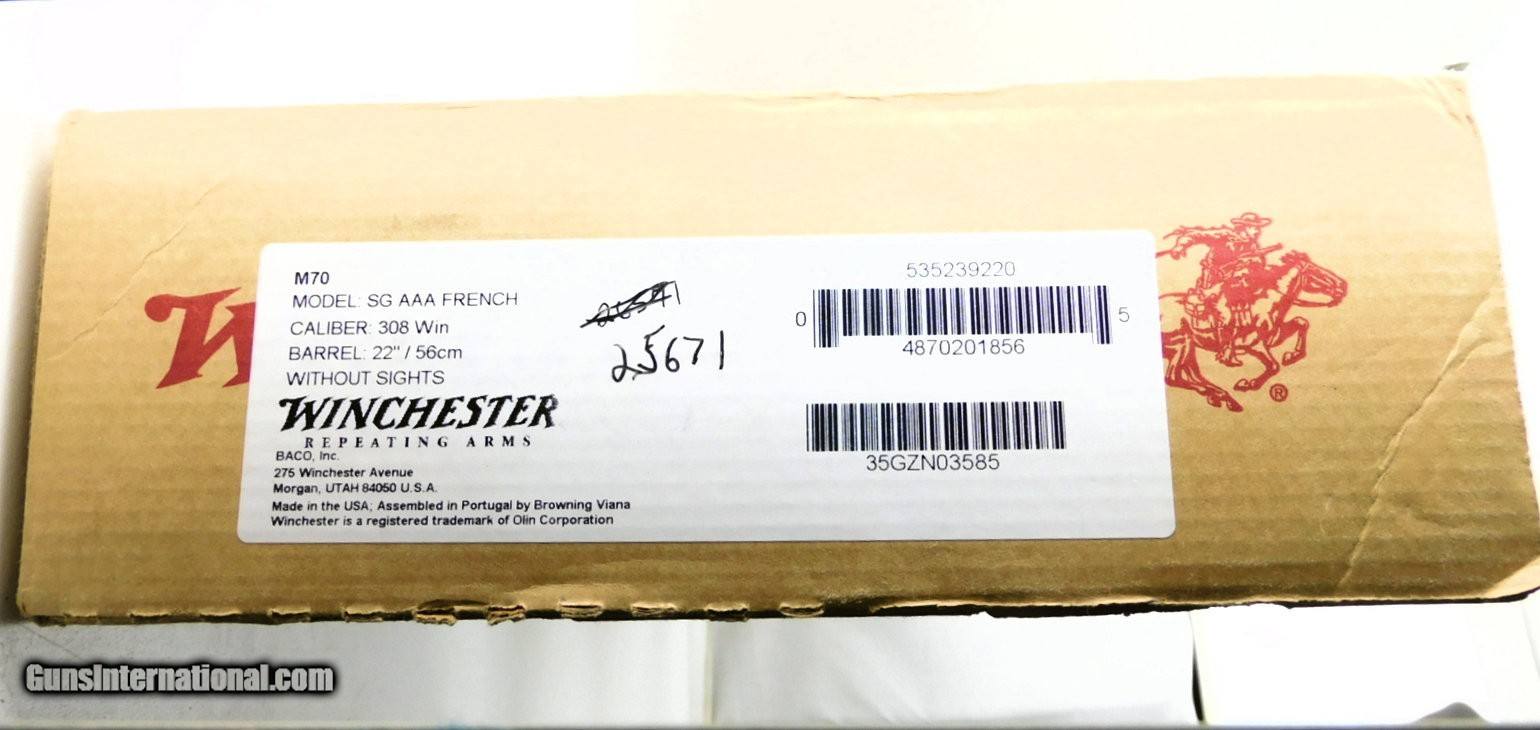 M70
MODEL: SG AAA FRENCH
CALIBER: 308 Win
BARREL: 22" / 56cm
WITHOUT SIGHTS
WINCHESTER
REPEATING ARMS
BACO, Inc.
275 Winchester Avenue
Morgan, UTAH 84050 U.S.A.
Made in the USA; Assembled in Portugal by Browning Viana
Winchester is a registered trademark of Olin Corporation
25671
535239220
0 4870201856 5
35GZN03585
W
®
GunsInternational.com